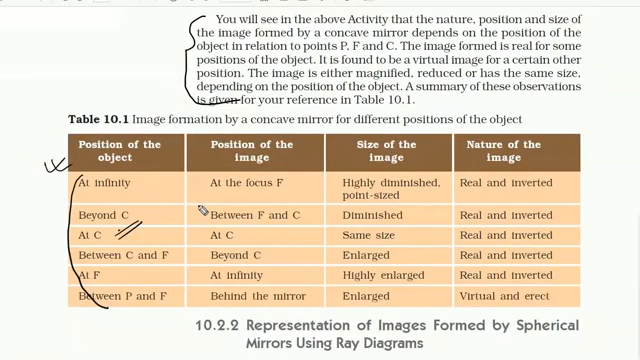 You will see in the above Activity that the nature, position and size of
the image formed by a concave mirror depends on the position of the
object in relation to points P, F and C. The image formed is real for some
positions of the object. It is found to be a virtual image for a certain other
position. The image is either magnified, reduced or has the same size,
depending on the position of the object. A summary of these observations
is given for your reference in Table 10.1.
Table 10.1 Image formation by a concave mirror for different positions of the object
Position of the object Position of the image Size of the image Nature of the image
At infinity At the focus F Highly diminished, point-sized Real and inverted
Beyond C Between F and C Diminished Real and inverted
At C At C Same size Real and inverted
Between C and F Beyond C Enlarged Real and inverted
At F At infinity Highly enlarged Real and inverted
Between P and F Behind the mirror Enlarged Virtual and erect
10.2.2 Representation of Images Formed by Spherical
Mirrors Using Ray Diagrams